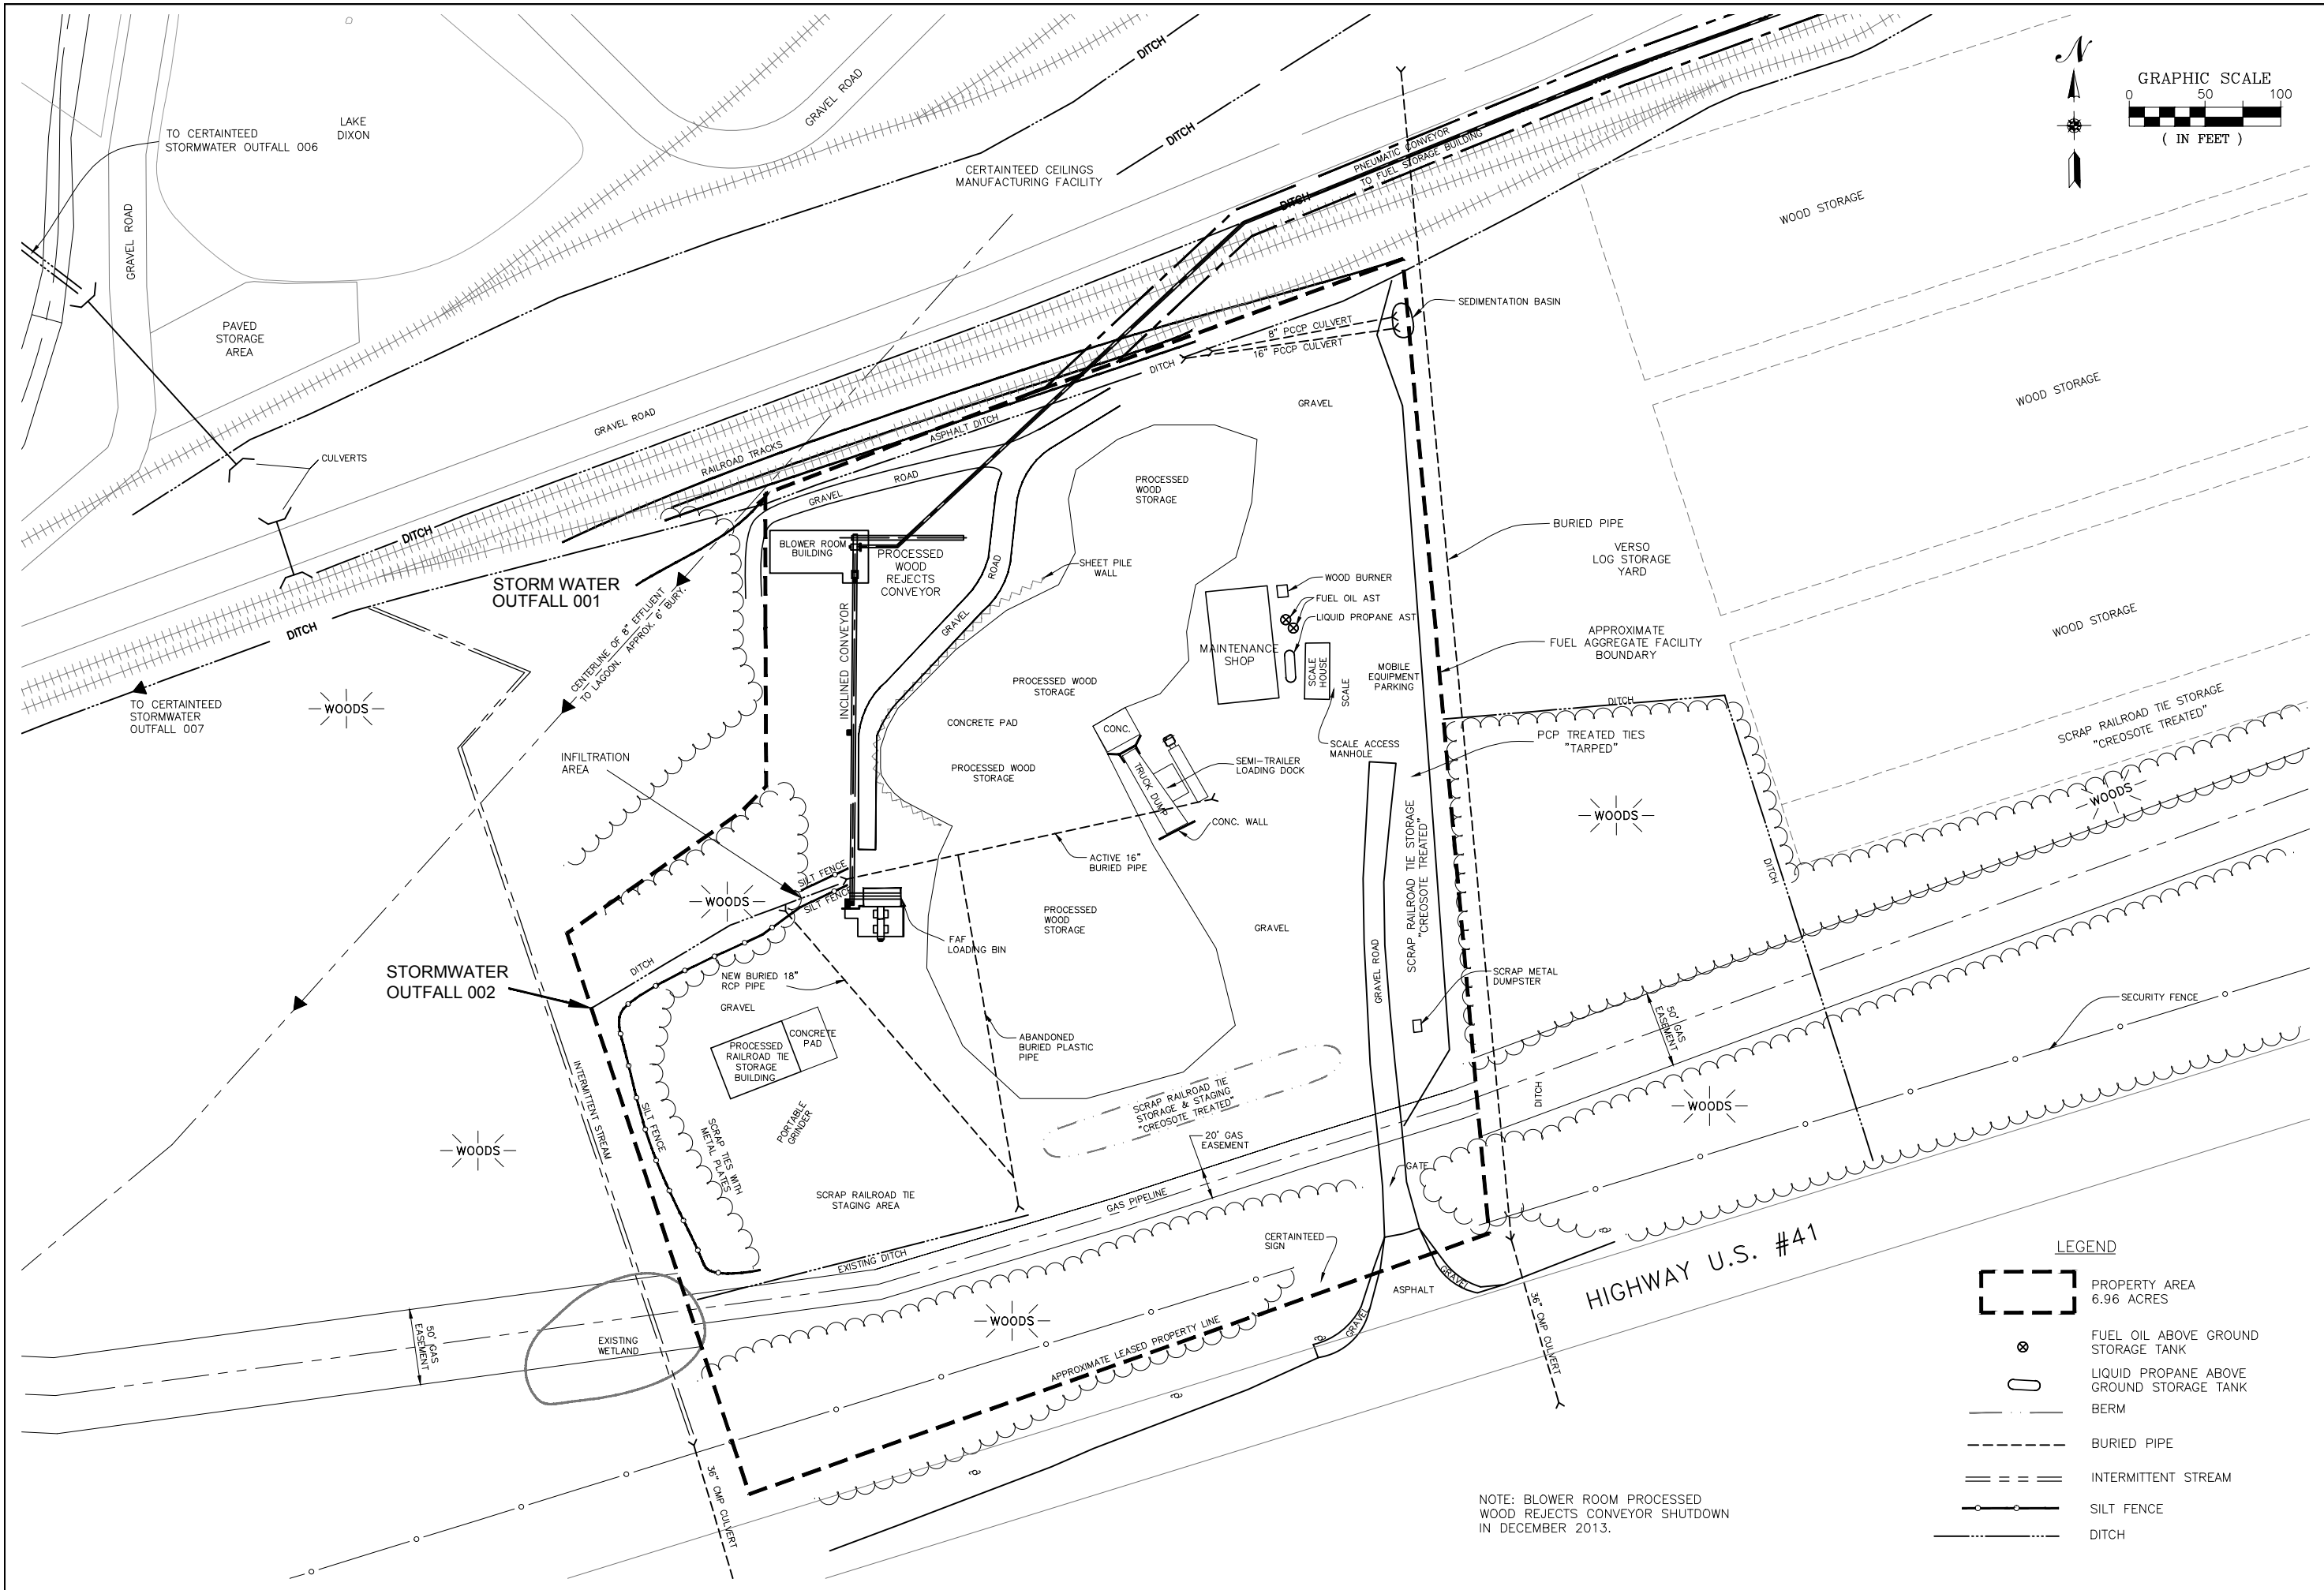 N
GRAPHIC SCALE
0 50 100
( IN FEET )
TO CERTAINTEED
STORMWATER OUTFALL 006
LAKE
DIXON
GRAVEL ROAD
GRAVEL ROAD
DITCH
DITCH
CERTAINTEED CEILINGS
MANUFACTURING FACILITY
PNEUMATIC CONVEYOR
TO FUEL STORAGE BUILDING
DITCH
WOOD STORAGE
WOOD STORAGE
WOOD STORAGE
PAVED
STORAGE
AREA
SEDIMENTATION BASIN
8" PCCP CULVERT
16" PCCP CULVERT
DITCH
GRAVEL
GRAVEL ROAD
RAILROAD TRACKS
ASPHALT DITCH
CULVERTS
DITCH
GRAVEL
ROAD
PROCESSED
WOOD
STORAGE
BURIED PIPE
VERSO
LOG STORAGE
YARD
BLOWER ROOM
BUILDING
PROCESSED
WOOD
REJECTS
CONVEYOR
SHEET PILE
WALL
STORM WATER
OUTFALL 001
CENTERLINE OF 8" EFFLUENT
TO LAGOON. APPROX. 6' BURY.
INCLINED CONVEYOR
GRAVEL
ROAD
WOOD BURNER
FUEL OIL AST
LIQUID PROPANE AST
MAINTENANCE
SHOP
SCALE
HOUSE
SCALE
MOBILE
EQUIPMENT
PARKING
APPROXIMATE
FUEL AGGREGATE FACILITY
BOUNDARY
DITCH
TO CERTAINTEED
STORMWATER
OUTFALL 007
WOODS
PROCESSED WOOD
STORAGE
CONCRETE PAD
CONC.
SCALE ACCESS
MANHOLE
DITCH
PCP TREATED TIES
"TARPED"
SCRAP RAILROAD TIE STORAGE
"CREOSOTE TREATED"
INFILTRATION
AREA
PROCESSED WOOD
STORAGE
TRUCK DUMP
SEMI-TRAILER
LOADING DOCK
CONC. WALL
WOODS
WOODS
ACTIVE 16"
BURIED PIPE
SCRAP RAILROAD TIE STORAGE
"CREOSOTE TREATED"
DITCH
SILT FENCE
SILT FENCE
WOODS
PROCESSED
WOOD
STORAGE
GRAVEL
FAF
LOADING BIN
GRAVEL ROAD
STORMWATER
OUTFALL 002
DITCH
NEW BURIED 18"
RCP PIPE
GRAVEL
SCRAP METAL
DUMPSTER
50' GAS
EASEMENT
SECURITY FENCE
PROCESSED
RAILROAD TIE
STORAGE
BUILDING
CONCRETE
PAD
ABANDONED
BURIED PLASTIC
PIPE
INTERMITTENT STREAM
SILT FENCE
SCRAP TIES WITH
METAL PLATES
PORTABLE
GRINDER
SCRAP RAILROAD TIE
STORAGE & STAGING
"CREOSOTE TREATED"
DITCH
WOODS
WOODS
20' GAS
EASEMENT
GATE
SCRAP RAILROAD TIE
STAGING AREA
GAS PIPELINE
EXISTING DITCH
CERTAINTEED
SIGN
ASPHALT
GRAVEL
GRAVEL
HIGHWAY U.S. #41
36" CMP CULVERT
50' GAS
EASEMENT
EXISTING
WETLAND
WOODS
APPROXIMATE LEASED PROPERTY LINE
36" CMP CULVERT
LEGEND
PROPERTY AREA
6.96 ACRES
FUEL OIL ABOVE GROUND
STORAGE TANK
LIQUID PROPANE ABOVE
GROUND STORAGE TANK
BERM
BURIED PIPE
INTERMITTENT STREAM
SILT FENCE
DITCH
NOTE: BLOWER ROOM PROCESSED
WOOD REJECTS CONVEYOR SHUTDOWN
IN DECEMBER 2013.